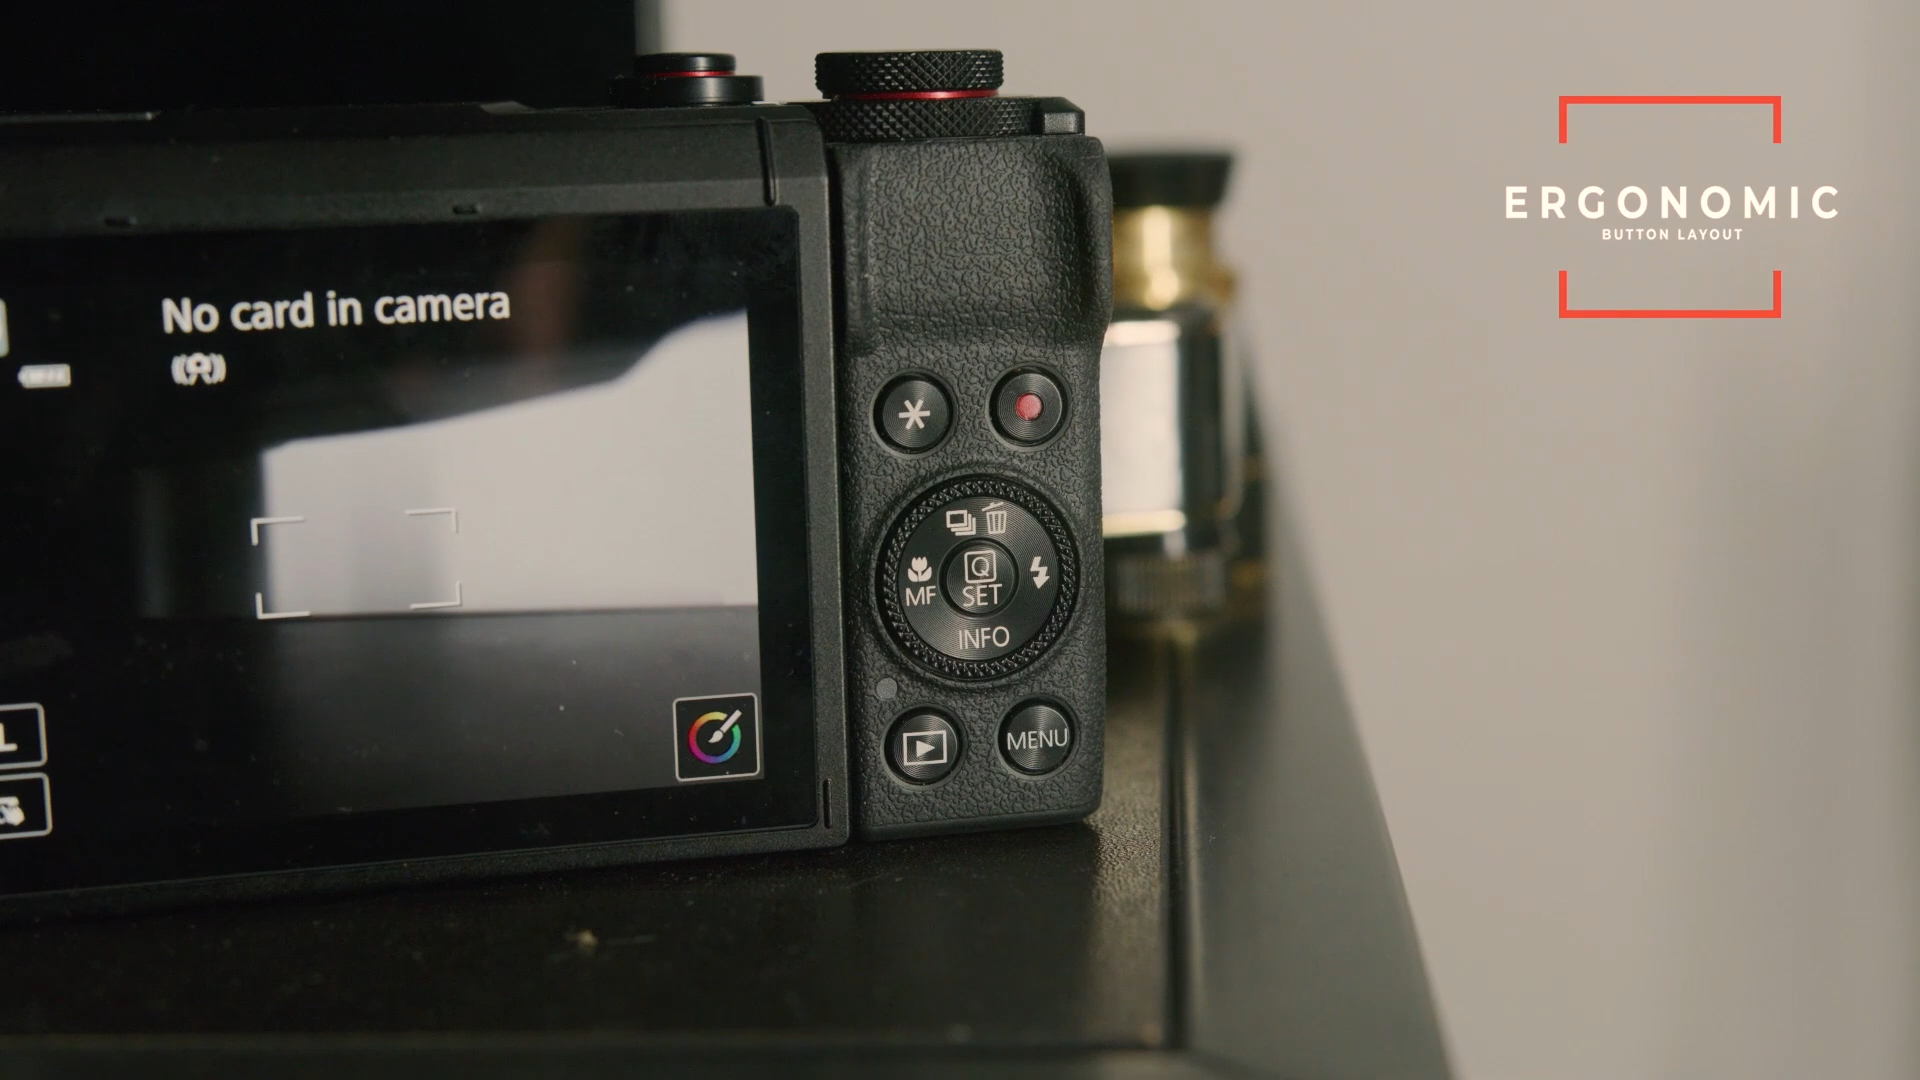 No card in camera
ERGONOMIC
BUTTON LAYOUT
MF
Q
SET
INFO
L
MENU